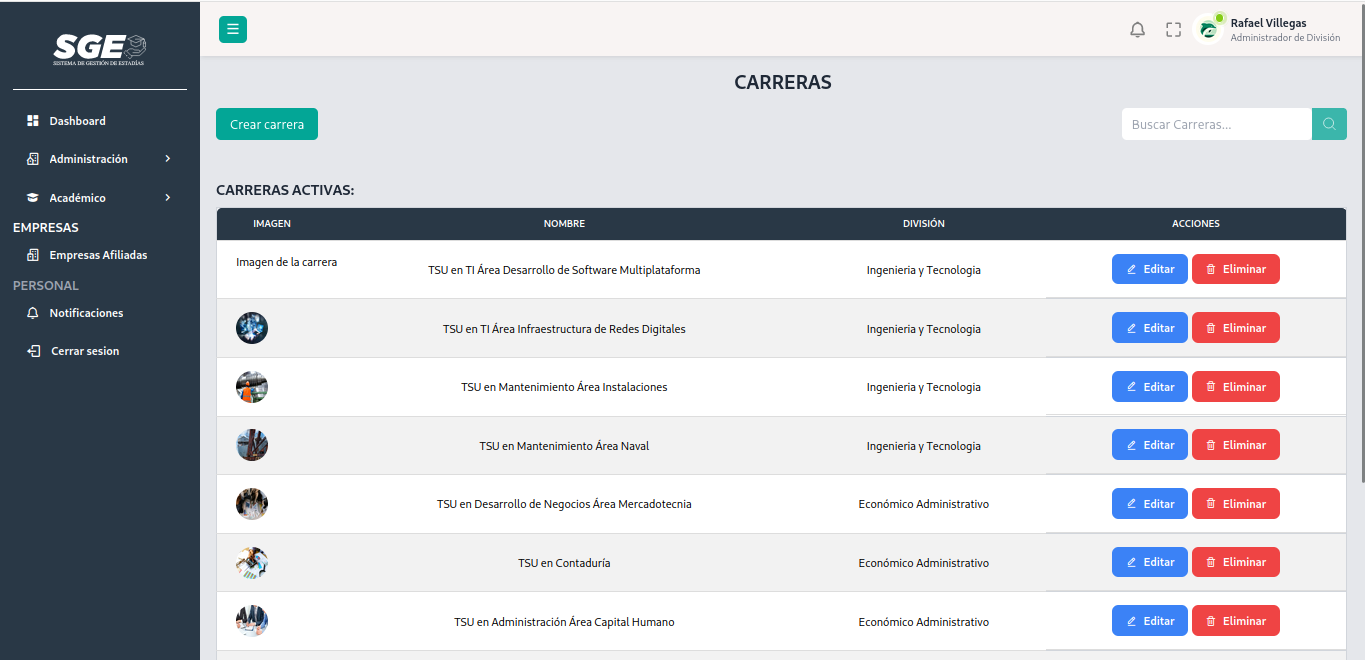 SGE
SISTEMA DE GESTIÓN DE ESTADÍAS
Dashboard
Administración
Académico
EMPRESAS
Empresas Afiliadas
PERSONAL
Notificaciones
Cerrar sesion
Rafael Villegas
Administrador de División
CARRERAS
Crear carrera
Buscar Carreras...
CARRERAS ACTIVAS:
IMAGEN NOMBRE DIVISIÓN ACCIONES
Imagen de la carrera TSU en TI Área Desarrollo de Software Multiplataforma Ingenieria y Tecnologia Editar Eliminar
TSU en TI Área Infraestructura de Redes Digitales Ingenieria y Tecnologia Editar Eliminar
TSU en Mantenimiento Área Instalaciones Ingenieria y Tecnologia Editar Eliminar
TSU en Mantenimiento Área Naval Ingenieria y Tecnologia Editar Eliminar
TSU en Desarrollo de Negocios Área Mercadotecnia Económico Administrativo Editar Eliminar
TSU en Contaduría Económico Administrativo Editar Eliminar
TSU en Administración Área Capital Humano Económico Administrativo Editar Eliminar